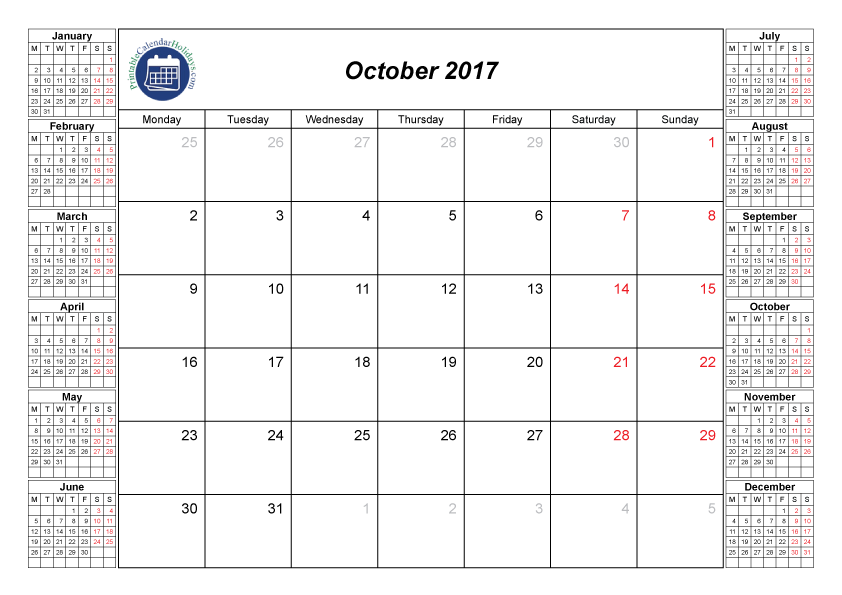 January
M T W T F S S
1
2 3 4 5 6 7 8
9 10 11 12 13 14 15
16 17 18 19 20 21 22
23 24 25 26 27 28 29
30 31
February
M T W T F S S
1 2 3 4 5
6 7 8 9 10 11 12
13 14 15 16 17 18 19
20 21 22 23 24 25 26
27 28
March
M T W T F S S
1 2 3 4 5
6 7 8 9 10 11 12
13 14 15 16 17 18 19
20 21 22 23 24 25 26
27 28 29 30 31
April
M T W T F S S
1 2
3 4 5 6 7 8 9
10 11 12 13 14 15 16
17 18 19 20 21 22 23
24 25 26 27 28 29 30
May
M T W T F S S
1 2 3 4 5 6 7
8 9 10 11 12 13 14
15 16 17 18 19 20 21
22 23 24 25 26 27 28
29 30 31
June
M T W T F S S
1 2 3 4
5 6 7 8 9 10 11
12 13 14 15 16 17 18
19 20 21 22 23 24 25
26 27 28 29 30
PrintableCalendarHolidays.com
October 2017
Monday Tuesday Wednesday Thursday Friday Saturday Sunday
25 26 27 28 29 30 1
2 3 4 5 6 7 8
9 10 11 12 13 14 15
16 17 18 19 20 21 22
23 24 25 26 27 28 29
30 31 1 2 3 4 5
July
M T W T F S S
1 2
3 4 5 6 7 8 9
10 11 12 13 14 15 16
17 18 19 20 21 22 23
24 25 26 27 28 29 30
31
August
M T W T F S S
1 2 3 4 5 6
7 8 9 10 11 12 13
14 15 16 17 18 19 20
21 22 23 24 25 26 27
28 29 30 31
September
M T W T F S S
1 2 3
4 5 6 7 8 9 10
11 12 13 14 15 16 17
18 19 20 21 22 23 24
25 26 27 28 29 30
October
M T W T F S S
1
2 3 4 5 6 7 8
9 10 11 12 13 14 15
16 17 18 19 20 21 22
23 24 25 26 27 28 29
30 31
November
M T W T F S S
1 2 3 4 5
6 7 8 9 10 11 12
13 14 15 16 17 18 19
20 21 22 23 24 25 26
27 28 29 30
December
M T W T F S S
1 2 3
4 5 6 7 8 9 10
11 12 13 14 15 16 17
18 19 20 21 22 23 24
25 26 27 28 29 30 31